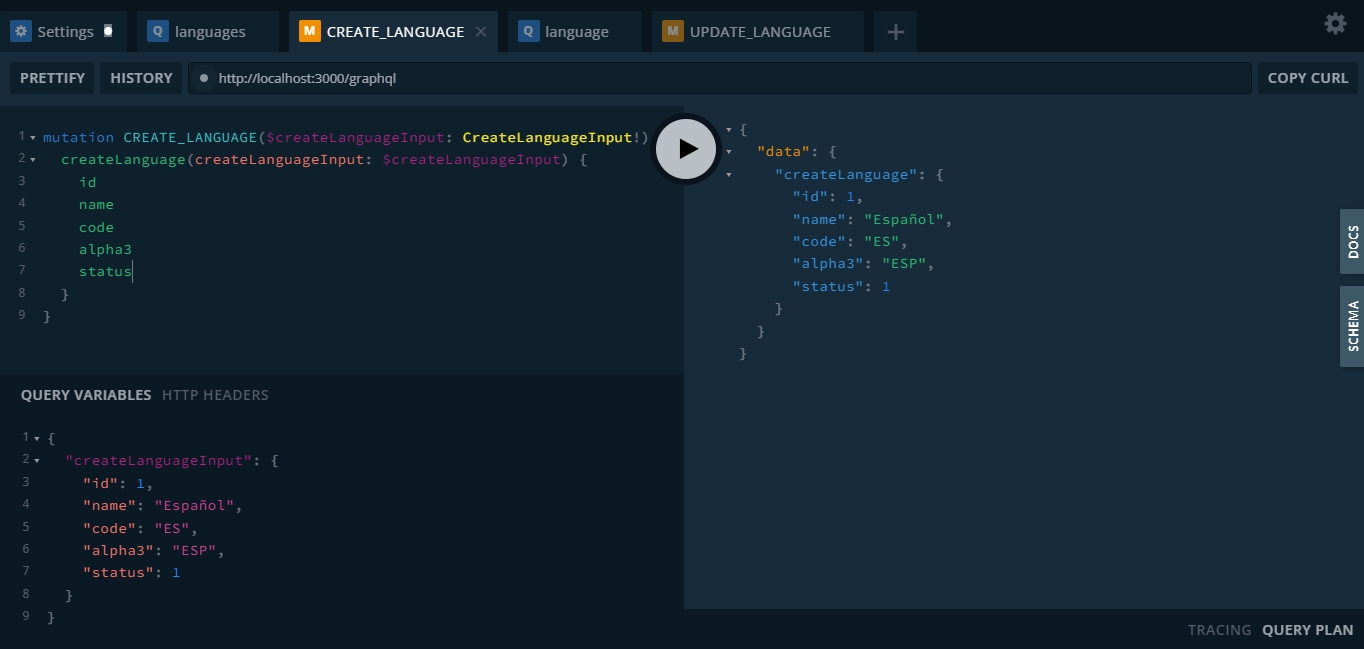 Settings
Q languages
M CREATE_LANGUAGE
Q language
M UPDATE_LANGUAGE
PRETTIFY
HISTORY
http://localhost:3000/graphql
COPY CURL
1 mutation CREATE_LANGUAGE($createLanguageInput: CreateLanguageInput!)
2 createLanguage(createLanguageInput: $createLanguageInput) {
3 id
4 name
5 code
6 alpha3
7 status
8 }
9 }
{
"data": {
"createLanguage": {
"id": 1,
"name": "Español",
"code": "ES",
"alpha3": "ESP",
"status": 1
}
}
}
DOCS
SCHEMA
QUERY VARIABLES
HTTP HEADERS
1 {
2 "createLanguageInput": {
3 "id": 1,
4 "name": "Español",
5 "code": "ES",
6 "alpha3": "ESP",
7 "status": 1
8 }
9 }
TRACING
QUERY PLAN